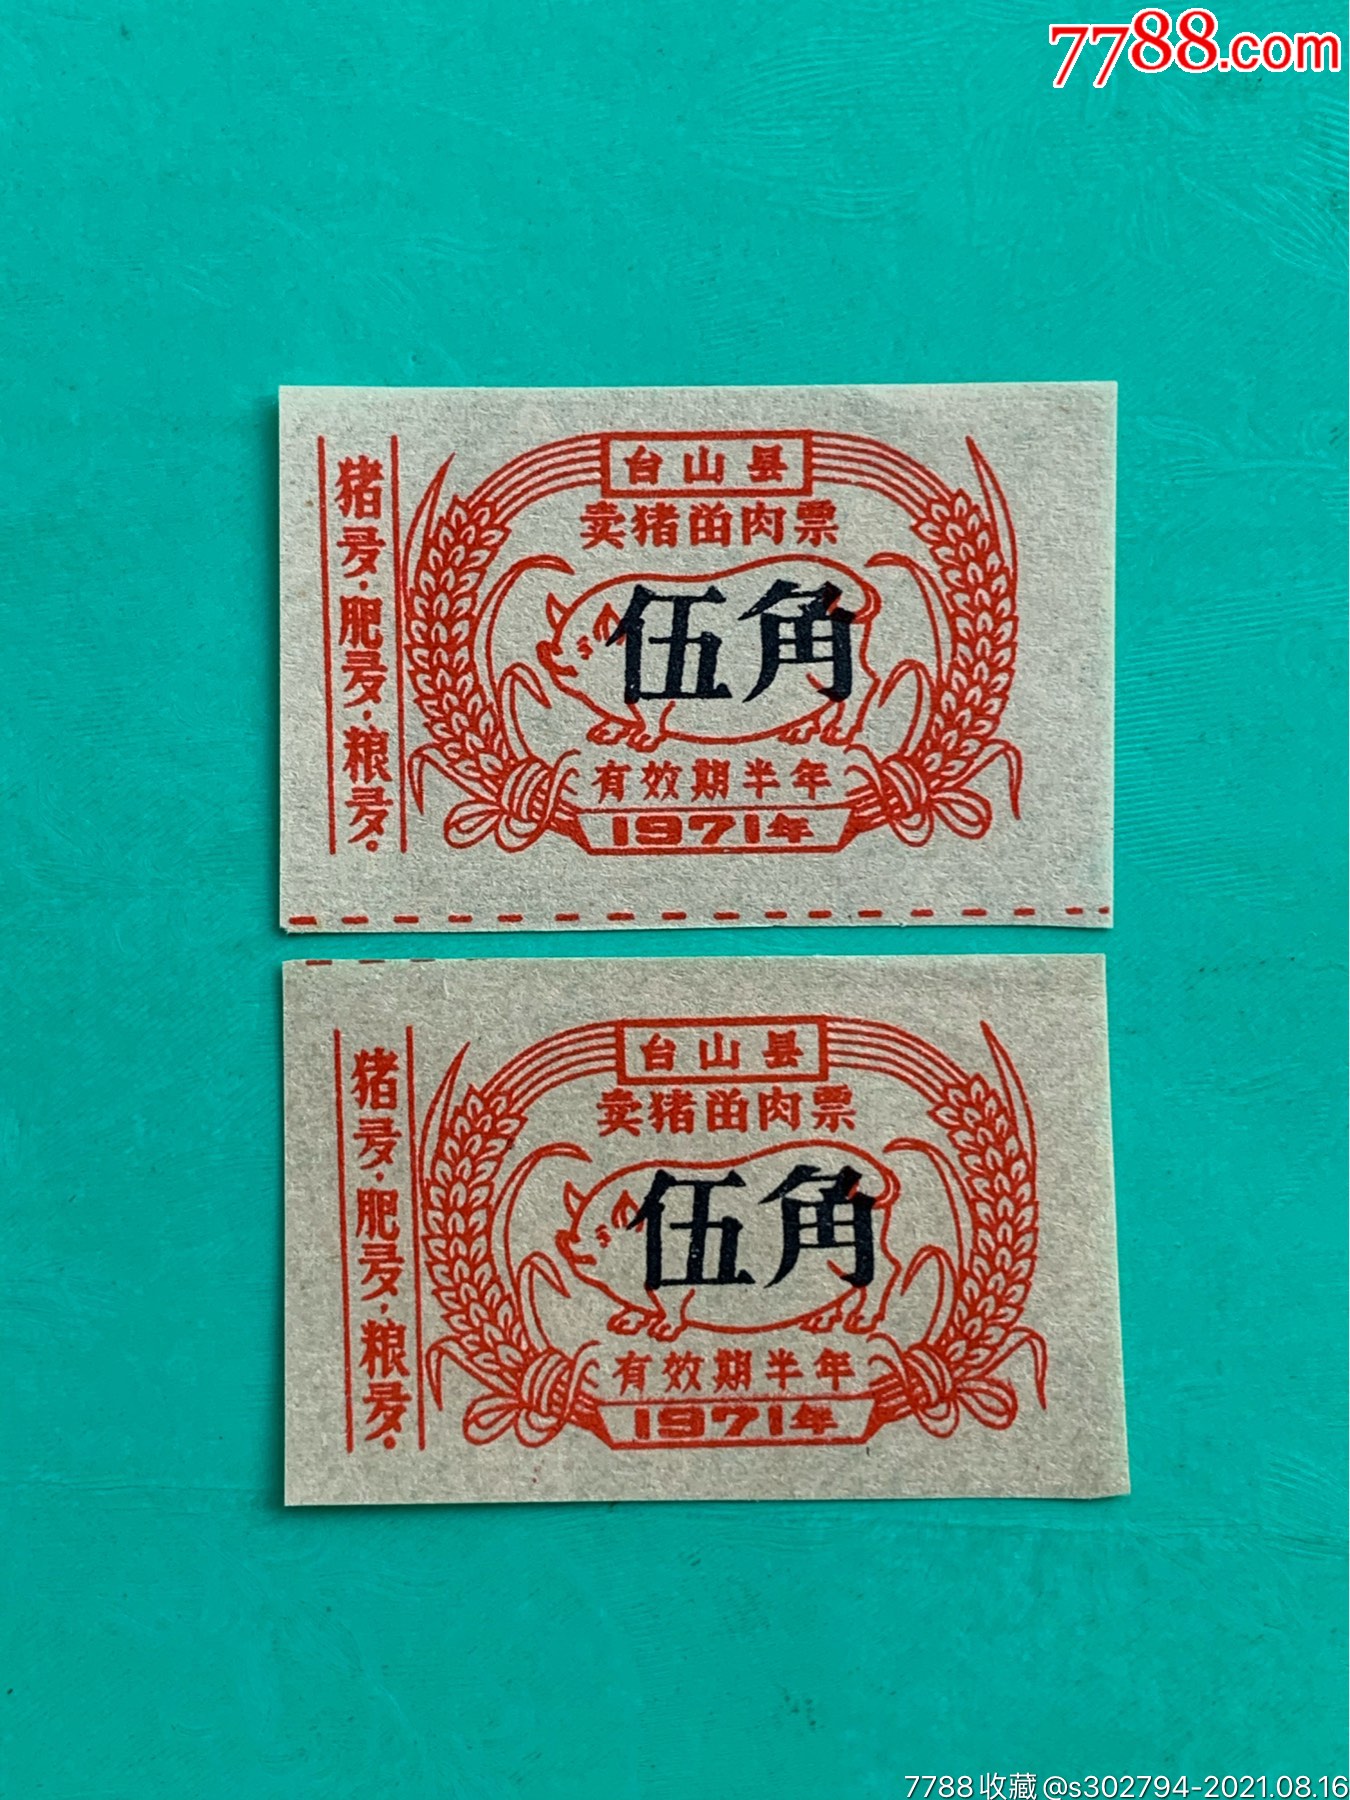 7788.com
台山县
卖猪畄肉票
伍角
有效期半年
1971年
猪多·肥多·粮多·
台山县
卖猪畄肉票
伍角
有效期半年
1971年
猪多·肥多·粮多·
7788收藏@s302794-2021.08.16